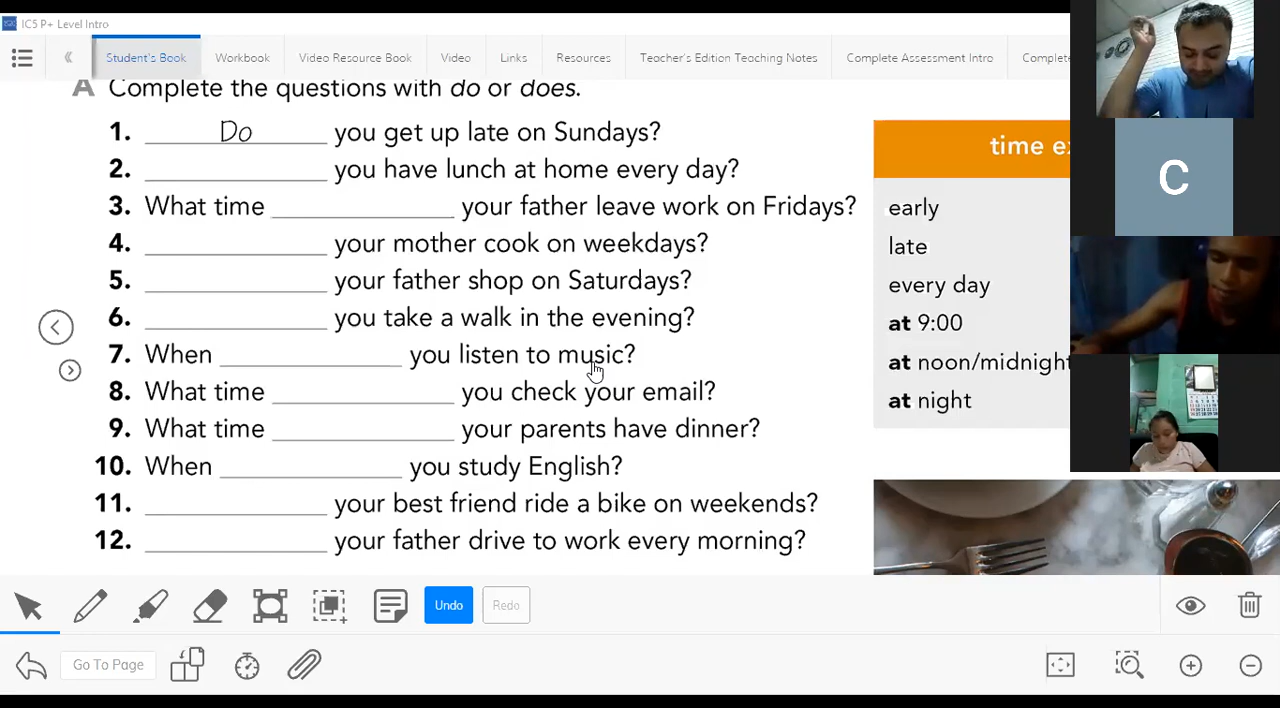 IC5 P+ Level Intro
Student's Book Workbook Video Resource Book Video Links Resources Teacher's Edition Teaching Notes Complete Assessment Intro Complete
A Complete the questions with do or does.
1. Do you get up late on Sundays?
2. you have lunch at home every day?
3. What time your father leave work on Fridays?
4. your mother cook on weekdays?
5. your father shop on Saturdays?
6. you take a walk in the evening?
7. When you listen to music?
8. What time you check your email?
9. What time your parents have dinner?
10. When you study English?
11. your best friend ride a bike on weekends?
12. your father drive to work every morning?
time
early
late
every day
at 9:00
at noon/midnight
at night
C
Undo Redo
Go To Page